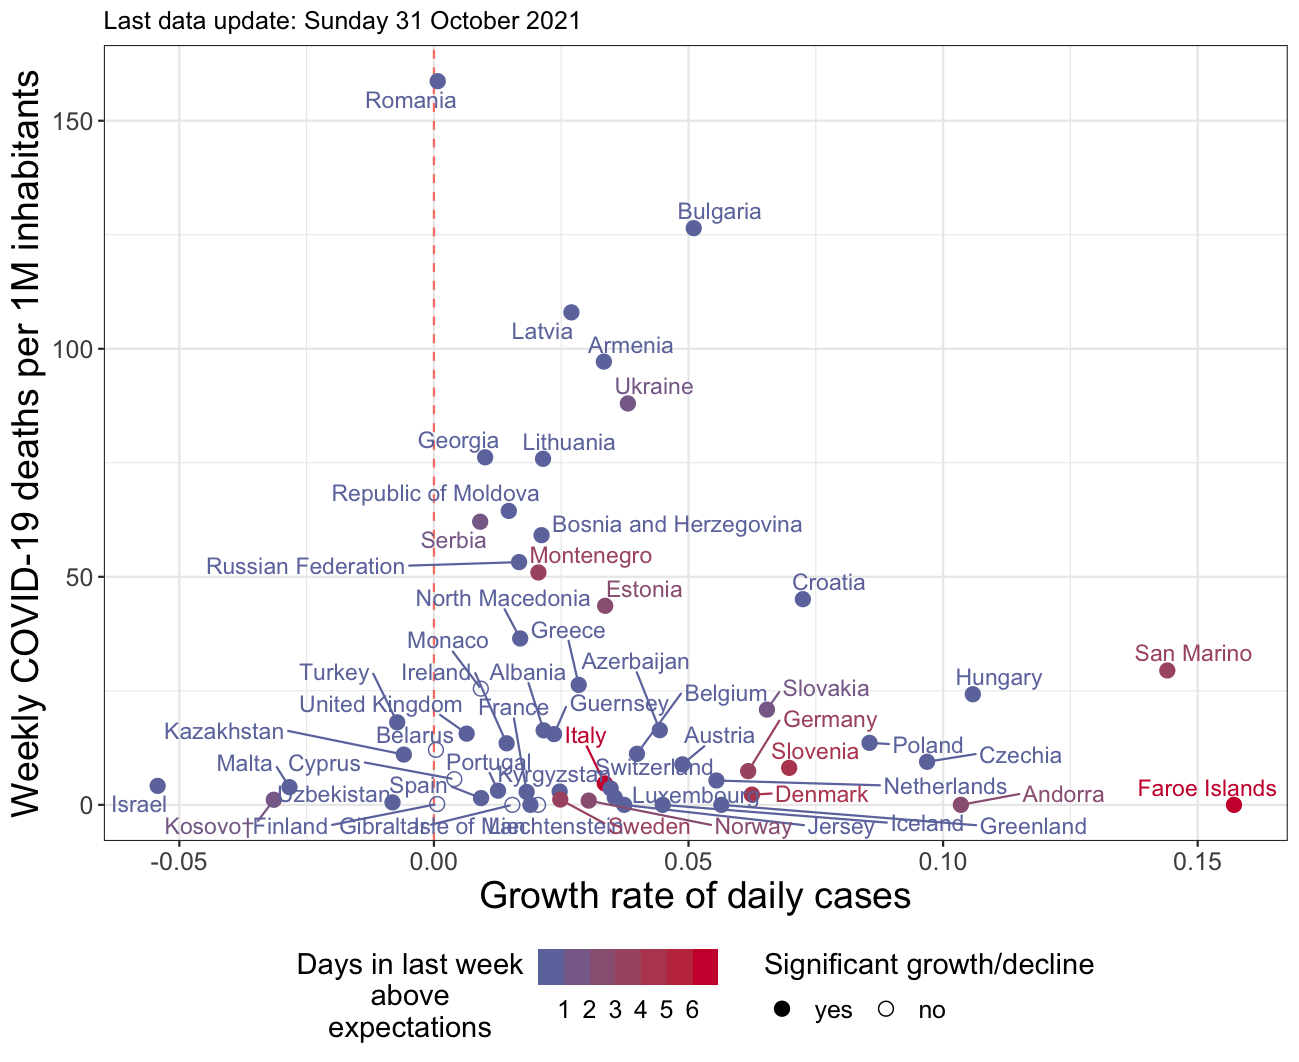 Last data update: Sunday 31 October 2021
Weekly COVID-19 deaths per 1M inhabitants
150
100
50
0
Romania
Bulgaria
Latvia
Armenia
Ukraine
Georgia
Lithuania
Republic of Moldova
Serbia
Bosnia and Herzegovina
Russian Federation
Montenegro
Croatia
Estonia
North Macedonia
Greece
Monaco
San Marino
Azerbaijan
Turkey
Ireland
Albania
Hungary
Belgium
Slovakia
United Kingdom
France
Guernsey
Germany
Kazakhstan
Belarus
Italy
Austria
Poland
Slovenia
Czechia
Malta
Cyprus
Portugal
Switzerland
Kyrgyzstan
Spain
Netherlands
Faroe Islands
Uzbekistan
Luxembourg
Denmark
Andorra
Israel
Kosovo†
Finland
Gibraltar
Isle of Man
Liechtenstein
Sweden
Norway
Jersey
Iceland
Greenland
-0.05
0.00
0.05
0.10
0.15
Growth rate of daily cases
Days in last week
above
expectations
1 2 3 4 5 6
Significant growth/decline
yes
no